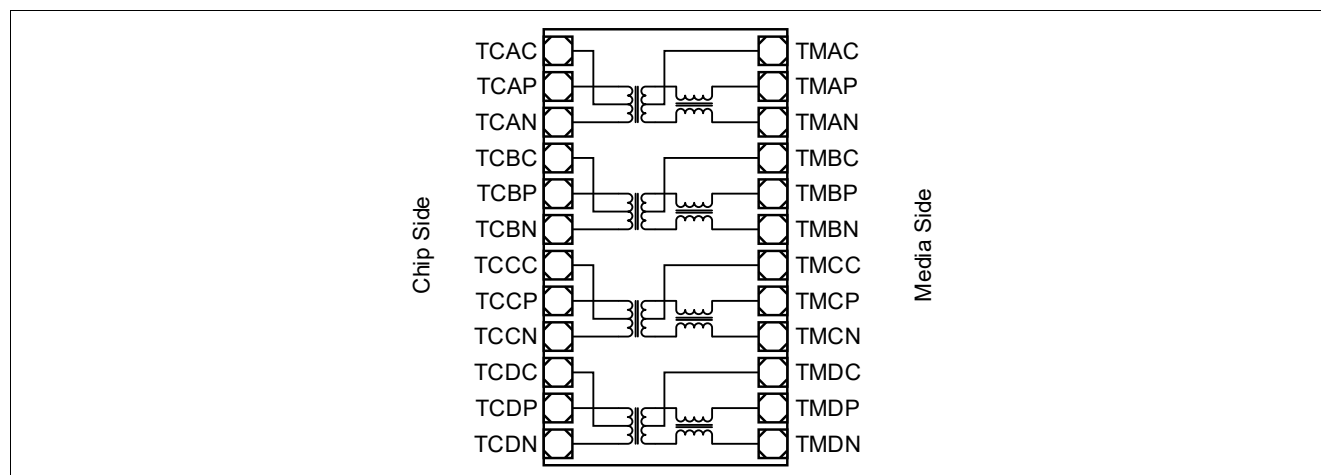 TCAC TMAC
TCAP TMAP
TCAN TMAN
TCBC TMBC
TCBP TMBP
TCBN TMBN
TCCC TMCC
TCCP TMCP
TCCN TMCN
TCDC TMDC
TCDP TMDP
TCDN TMDN
Chip Side
Media Side